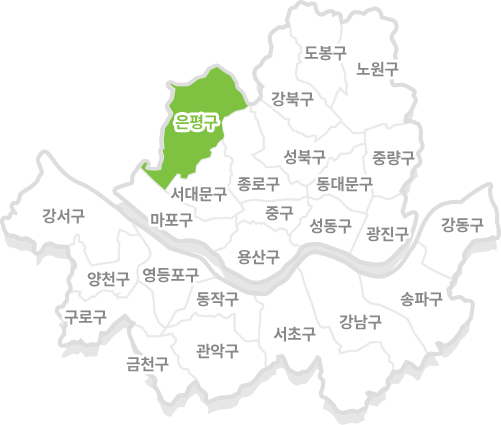 도봉구
노원구
강북구
은평구
성북구
중량구
서대문구
종로구
동대문구
마포구
중구
성동구
광진구
강동구
강서구
용산구
양천구
영등포구
동작구
송파구
구로구
금천구
관악구
서초구
강남구